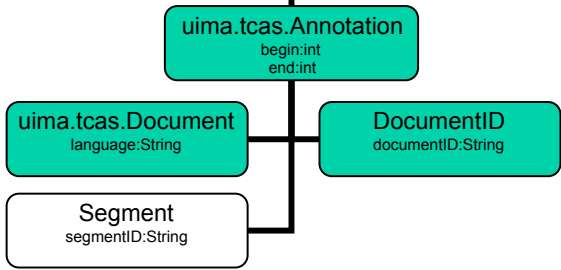 uima.tcas.Annotation
begin:int
end:int
uima.tcas.Document
language:String
DocumentID
documentID:String
Segment
segmentID:String